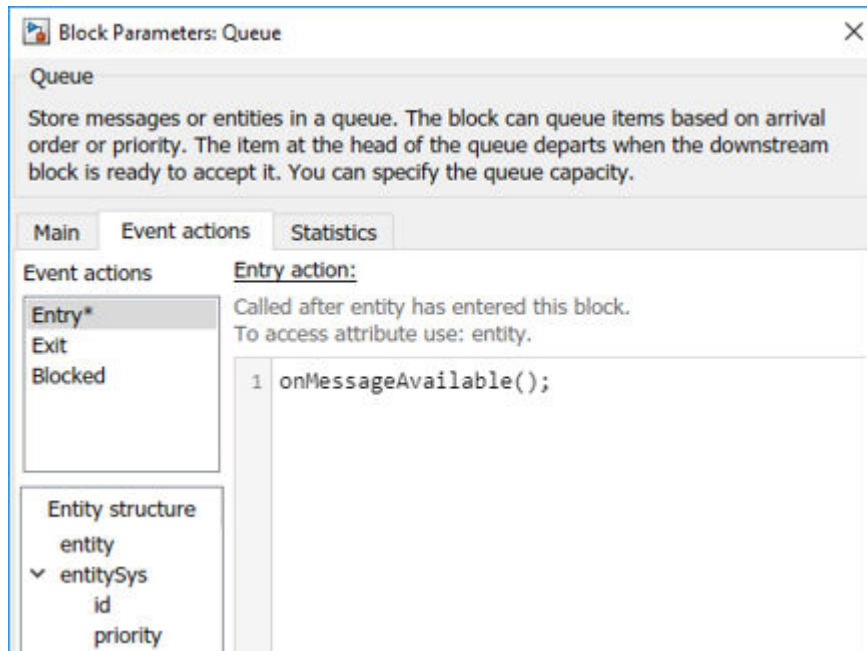 Block Parameters: Queue
Queue
Store messages or entities in a queue. The block can queue items based on arrival
order or priority. The item at the head of the queue departs when the downstream
block is ready to accept it. You can specify the queue capacity.
Main Event actions Statistics
Event actions
Entry*
Exit
Blocked
Entry action:
Called after entity has entered this block.
To access attribute use: entity.
1 onMessageAvailable();
Entity structure
entity
entitySys
id
priority